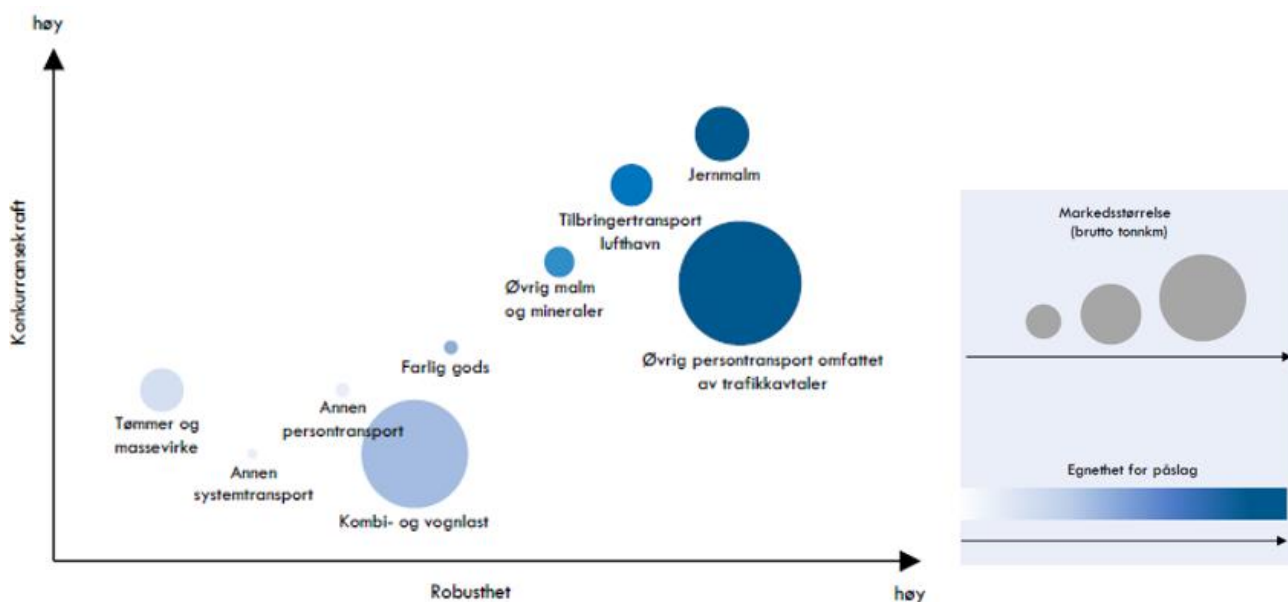 høy
Konkurransekraft
Jernmalm
Tilbringertransport
lufthavn
Øvrig malm
og mineraler
Farlig gods
Øvrig persontransport omfattet
av trafikkavtaler
Tømmer og
massevirke
Annen
persontransport
Annen
systemtransport
Kombi- og vognlast
Robusthet
høy
Markedsstørrelse
(brutto tonnkm)
Egnethet for påslag